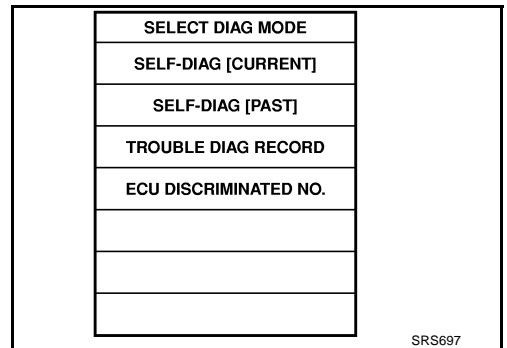 SELECT DIAG MODE
SELF-DIAG [CURRENT]
SELF-DIAG [PAST]
TROUBLE DIAG RECORD
ECU DISCRIMINATED NO.
SRS697